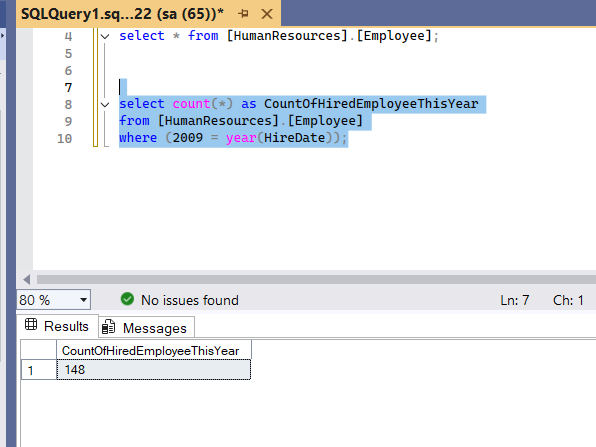 SQLQuery1.sq...22 (sa (65))*
4 select * from [HumanResources].[Employee];
5
6
7
8 select count(*) as CountOfHiredEmployeeThisYear
9 from [HumanResources].[Employee]
10 where (2009 = year(HireDate));
80 % No issues found Ln: 7 Ch: 1
Results Messages
CountOfHiredEmployeeThisYear
1 148